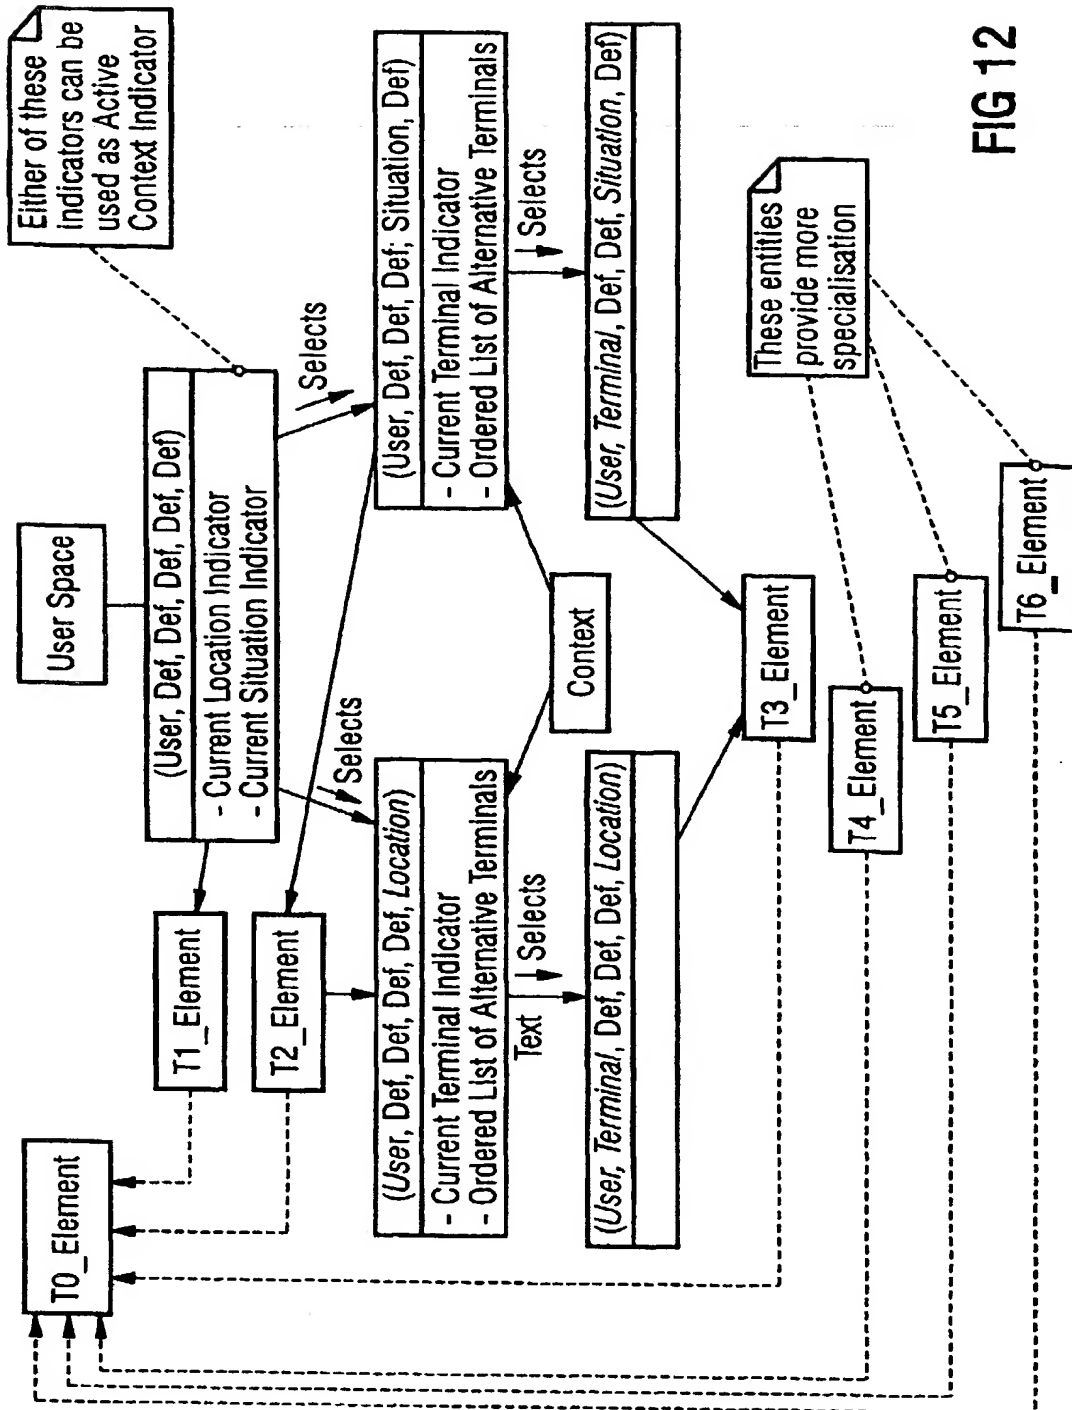 T0_Element
T1_Element
T2_Element
User Space
(User, Def, Def, Def, Def, Def)
- Current Location Indicator
- Current Situation Indicator
Either of these
indicators can be
used as Active
Context Indicator
Selects
Selects
(User, Def, Def, Def, Def, Location)
- Current Terminal Indicator
- Ordered List of Alternative Terminals
(User, Def, Def, Def; Situation, Def)
- Current Terminal Indicator
- Ordered List of Alternative Terminals
Text
Selects
Selects
Context
(User, Terminal, Def, Def, Def, Location)
(User, Terminal, Def, Def, Situation, Def)
T3_Element
T4_Element
T5_Element
T6_Element
These entities
provide more
specialisation
FIG 12